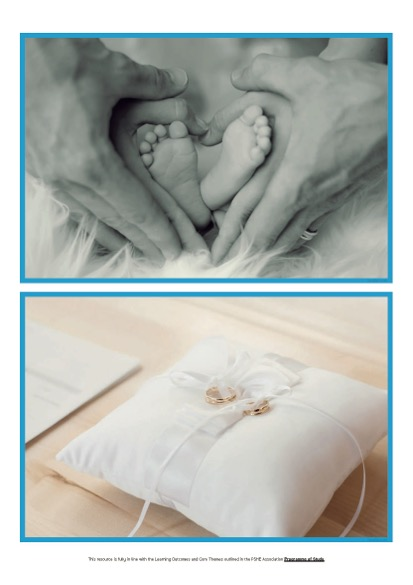 This resource is fully in line with the Learning Outcomes and Core Themes outlined in the PSHE Association Programme of Study.